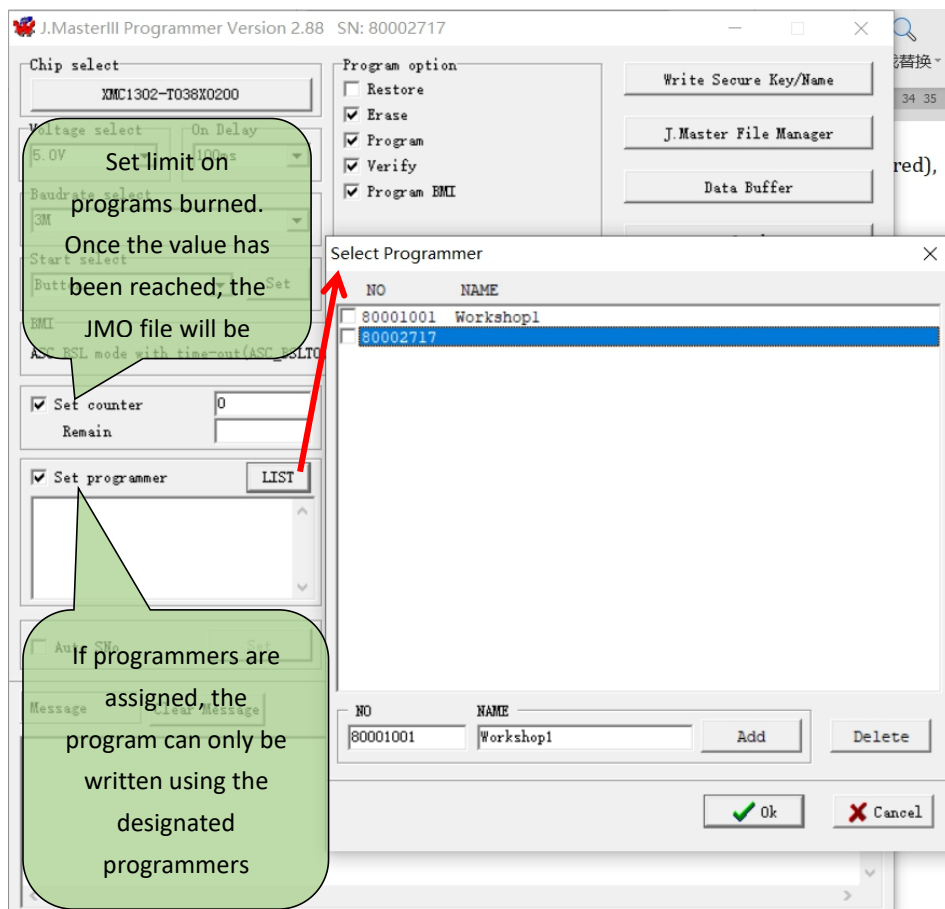 J.MasterIII Programmer Version 2.88 SN: 80002717
替换
34 35
red),
Chip select
XMC1302-T038X0200
Voltage select
On Delay
5.0V
100ms
Baudrate select
3M
Start select
Set
BMI
ASC BSL mode with time-out(ASC_BSLTO
Set counter
0
Remain
Set programmer
LIST
Auto SNo
Set
Message
Clear Message
Program option
Restore
Erase
Program
Verify
Program BMI
Write Secure Key/Name
J.Master File Manager
Data Buffer
Set limit on
programs burned.
Once the value has
been reached, the
JMO file will be
If programmers are
assigned, the
program can only be
written using the
designated
programmers
Select Programmer
NO NAME
80001001 Workshop1
80002717
NO
NAME
80001001
Workshop1
Add
Delete
Ok
Cancel